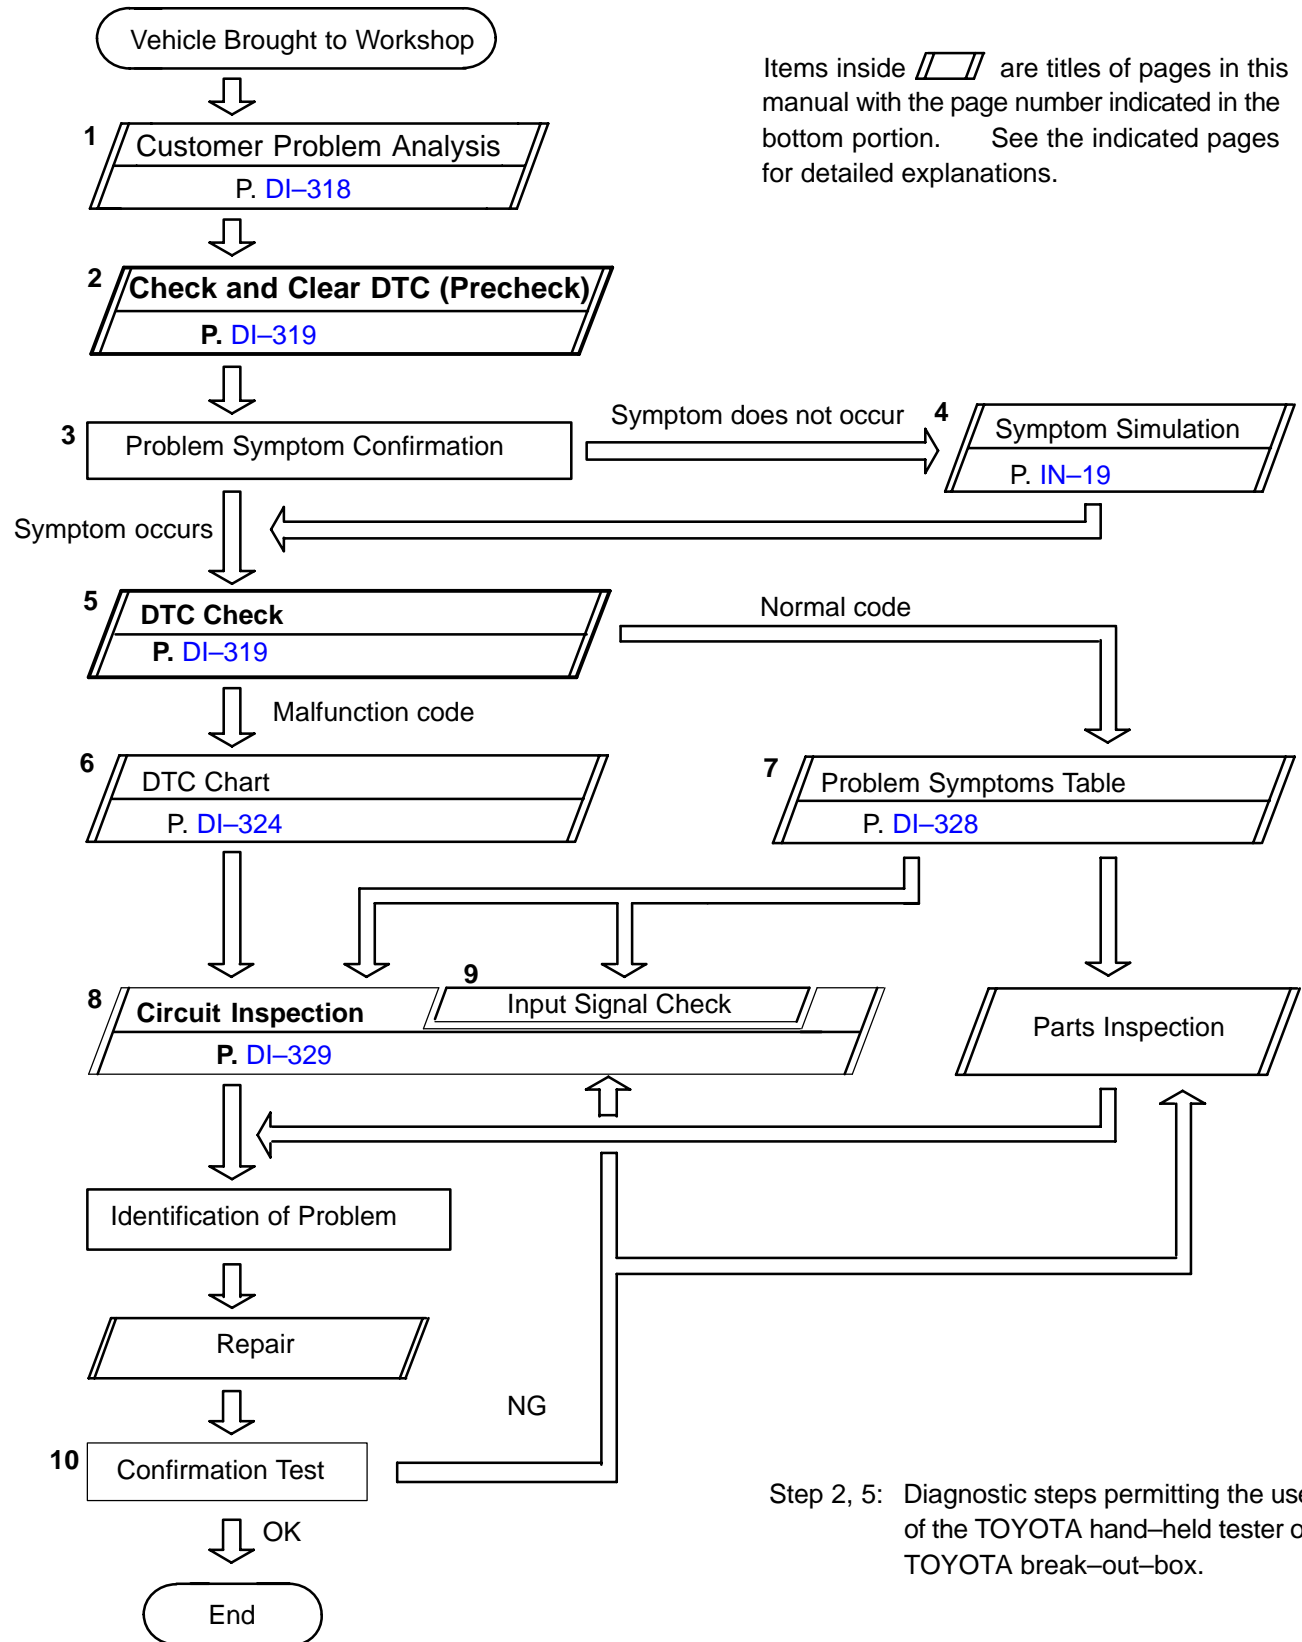 Vehicle Brought to Workshop
Items inside are titles of pages in this
manual with the page number indicated in the
bottom portion. See the indicated pages
for detailed explanations.
1
Customer Problem Analysis
P. DI–318
2
Check and Clear DTC (Precheck)
P. DI–319
3
Problem Symptom Confirmation
Symptom does not occur
4
Symptom Simulation
P. IN–19
Symptom occurs
5
DTC Check
P. DI–319
Normal code
Malfunction code
6
DTC Chart
P. DI–324
7
Problem Symptoms Table
P. DI–328
8
Circuit Inspection
P. DI–329
9
Input Signal Check
Parts Inspection
Identification of Problem
Repair
NG
10
Confirmation Test
OK
End
Step 2, 5: Diagnostic steps permitting the use
of the TOYOTA hand–held tester o
TOYOTA break–out–box.